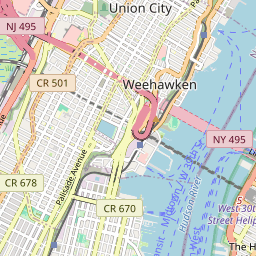 Union City
NJ 495
CR 501
Weehawken
NY 495
Palisade Avenue
CR 678
CR 670
Hudson River
West 30th
Street Helip
The H